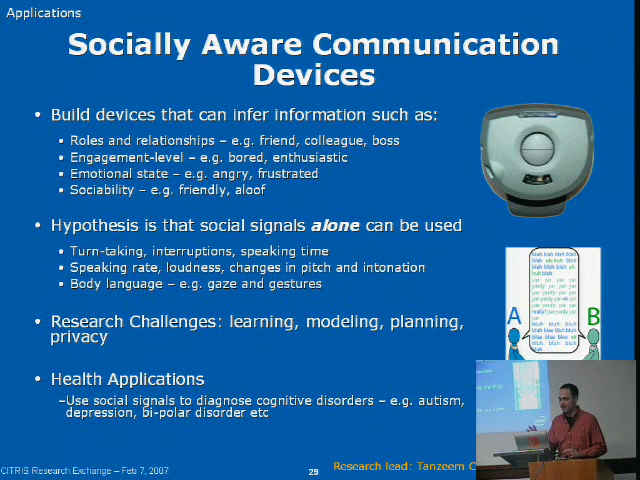 Applications
Socially Aware Communication
Devices
• Build devices that can infer information such as:
• Roles and relationships – e.g. friend, colleague, boss
• Engagement-level – e.g. bored, enthusiastic
• Emotional state – e.g. angry, frustrated
• Sociability – e.g. friendly, aloof
• Hypothesis is that social signals alone can be used
• Turn-taking, interruptions, speaking time
• Speaking rate, loudness, changes in pitch and intonation
• Body language – e.g. gaze and gestures
• Research Challenges: learning, modeling, planning,
privacy
• Health Applications
–Use social signals to diagnose cognitive disorders – e.g. autism,
depression, bi-polar disorder etc
A
B
CITRIS Research Exchange – Feb 7, 2007
29
Research lead: Tanzeem C